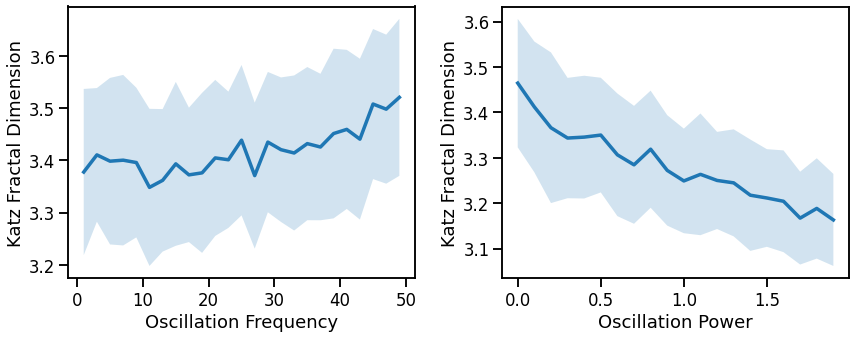 Katz Fractal Dimension
3.6
3.5
3.4
3.3
3.2
0 10 20 30 40 50
Oscillation Frequency
Katz Fractal Dimension
3.6
3.5
3.4
3.3
3.2
3.1
0.0 0.5 1.0 1.5
Oscillation Power